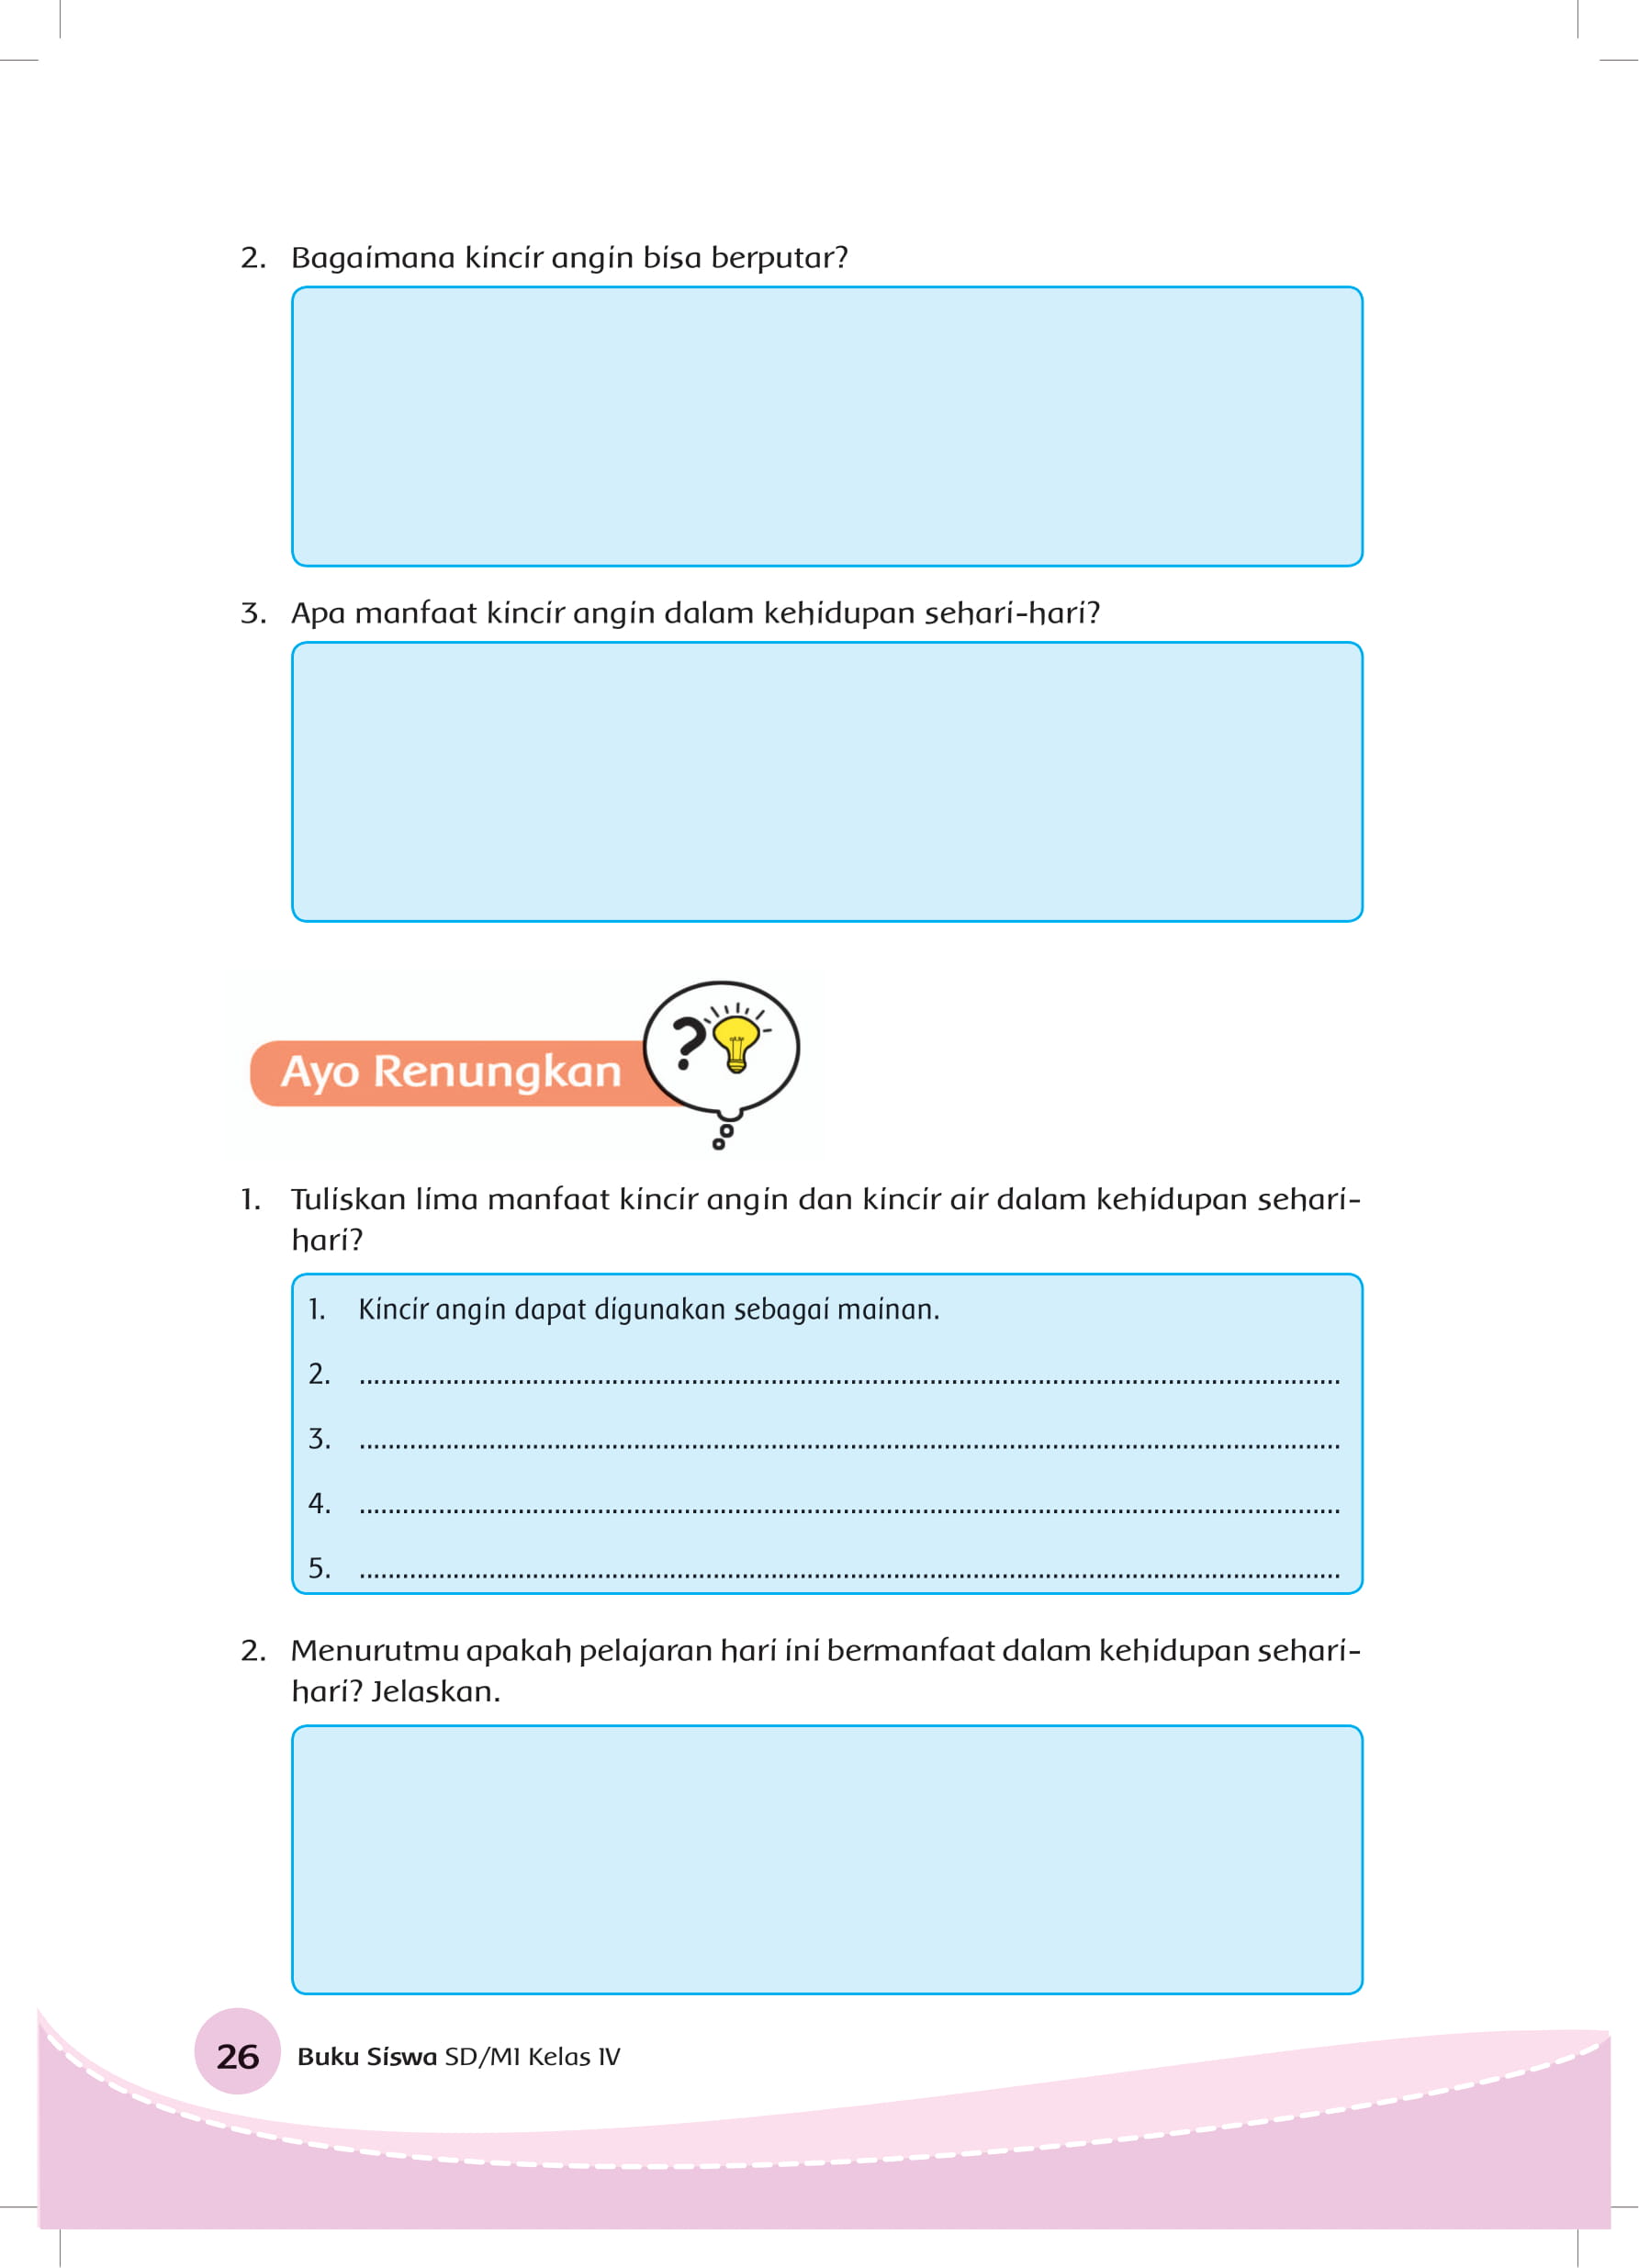 2. Bagaimana kincir angin bisa berputar?
3. Apa manfaat kincir angin dalam kehidupan sehari-hari?
?
Ayo Renungkan
1. Tuliskan lima manfaat kincir angin dan kincir air dalam kehidupan sehari-
hari?
1. Kincir angin dapat digunakan sebagai mainan.
2. ........................................................................................................
3. ........................................................................................................
4. ........................................................................................................
5. ........................................................................................................
2. Menurutmu apakah pelajaran hari ini bermanfaat dalam kehidupan sehari-
hari? Jelaskan.
26 Buku Siswa SD/MI Kelas IV